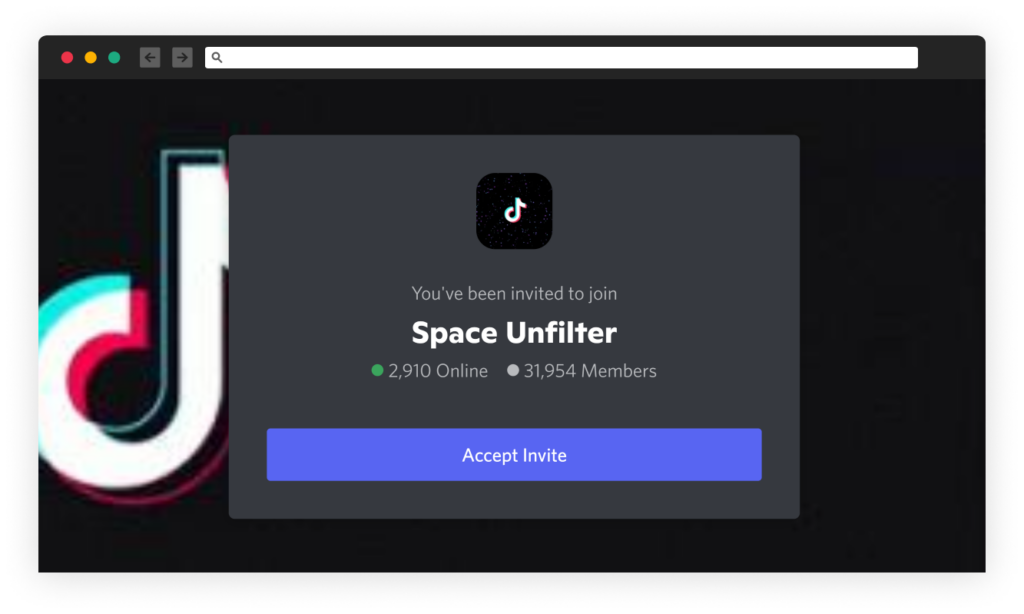 You've been invited to join
Space Unfilter
2,910 Online 31,954 Members
Accept Invite